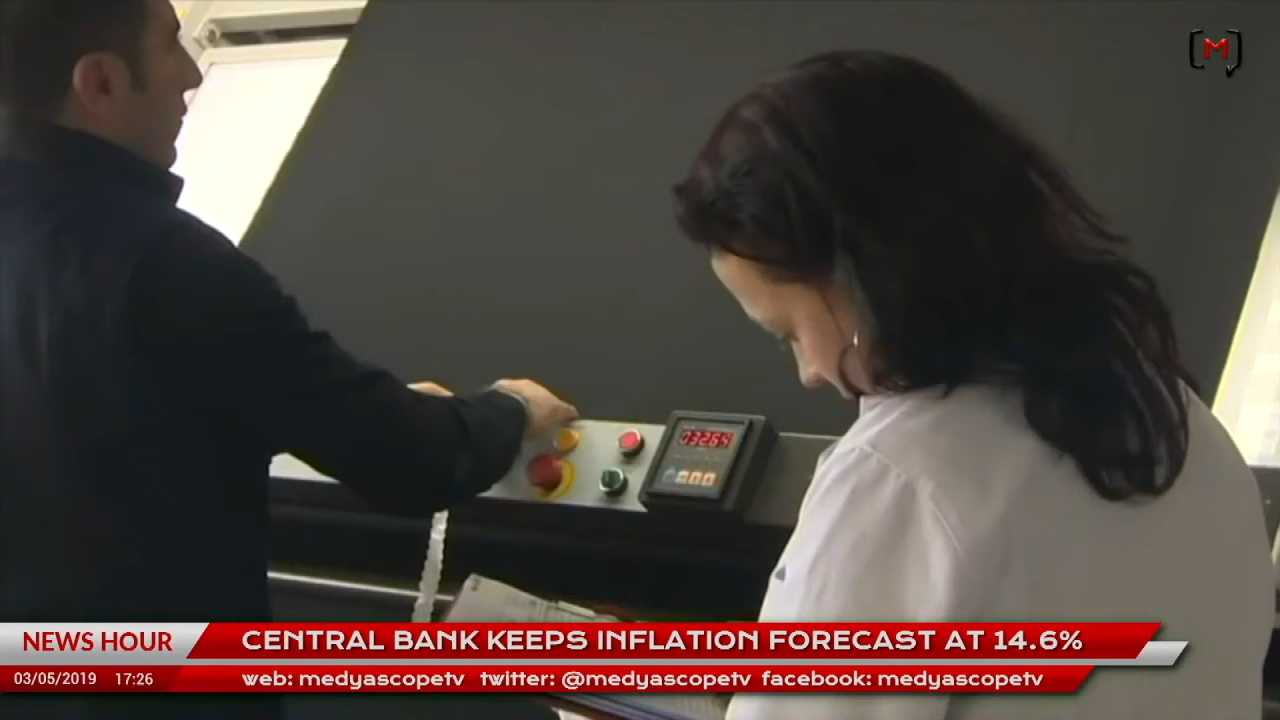 [M]
03265
NEWS HOUR
CENTRAL BANK KEEPS INFLATION FORECAST AT 14.6%
03/05/2019 17:26
web: medyascopetv twitter: @medyascopetv facebook: medyascopetv